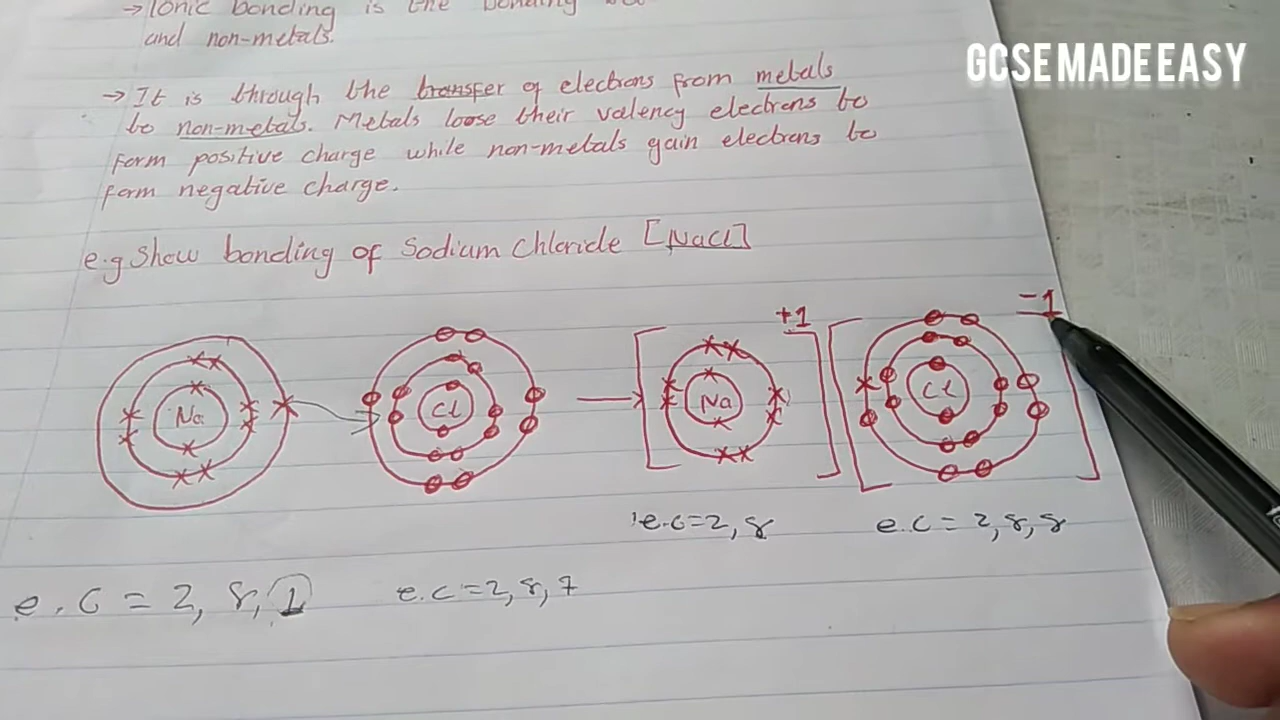 → Ionic bonding is the bonding
and non-metals.
GCSE MADE EASY
→ It is through the transfer of electrons from metals
to non-metals. Metals loose their valency electrons to
form positive charge while non-metals gain electrons to
form negative charge.
e.g Show bonding of Sodium Chloride [NaCl]
+1 -1
Na Cl → Na Cl
e.c = 2, 8 e.c = 2, 8, 8
e.c = 2, 8, 1 e.c = 2, 8, 7